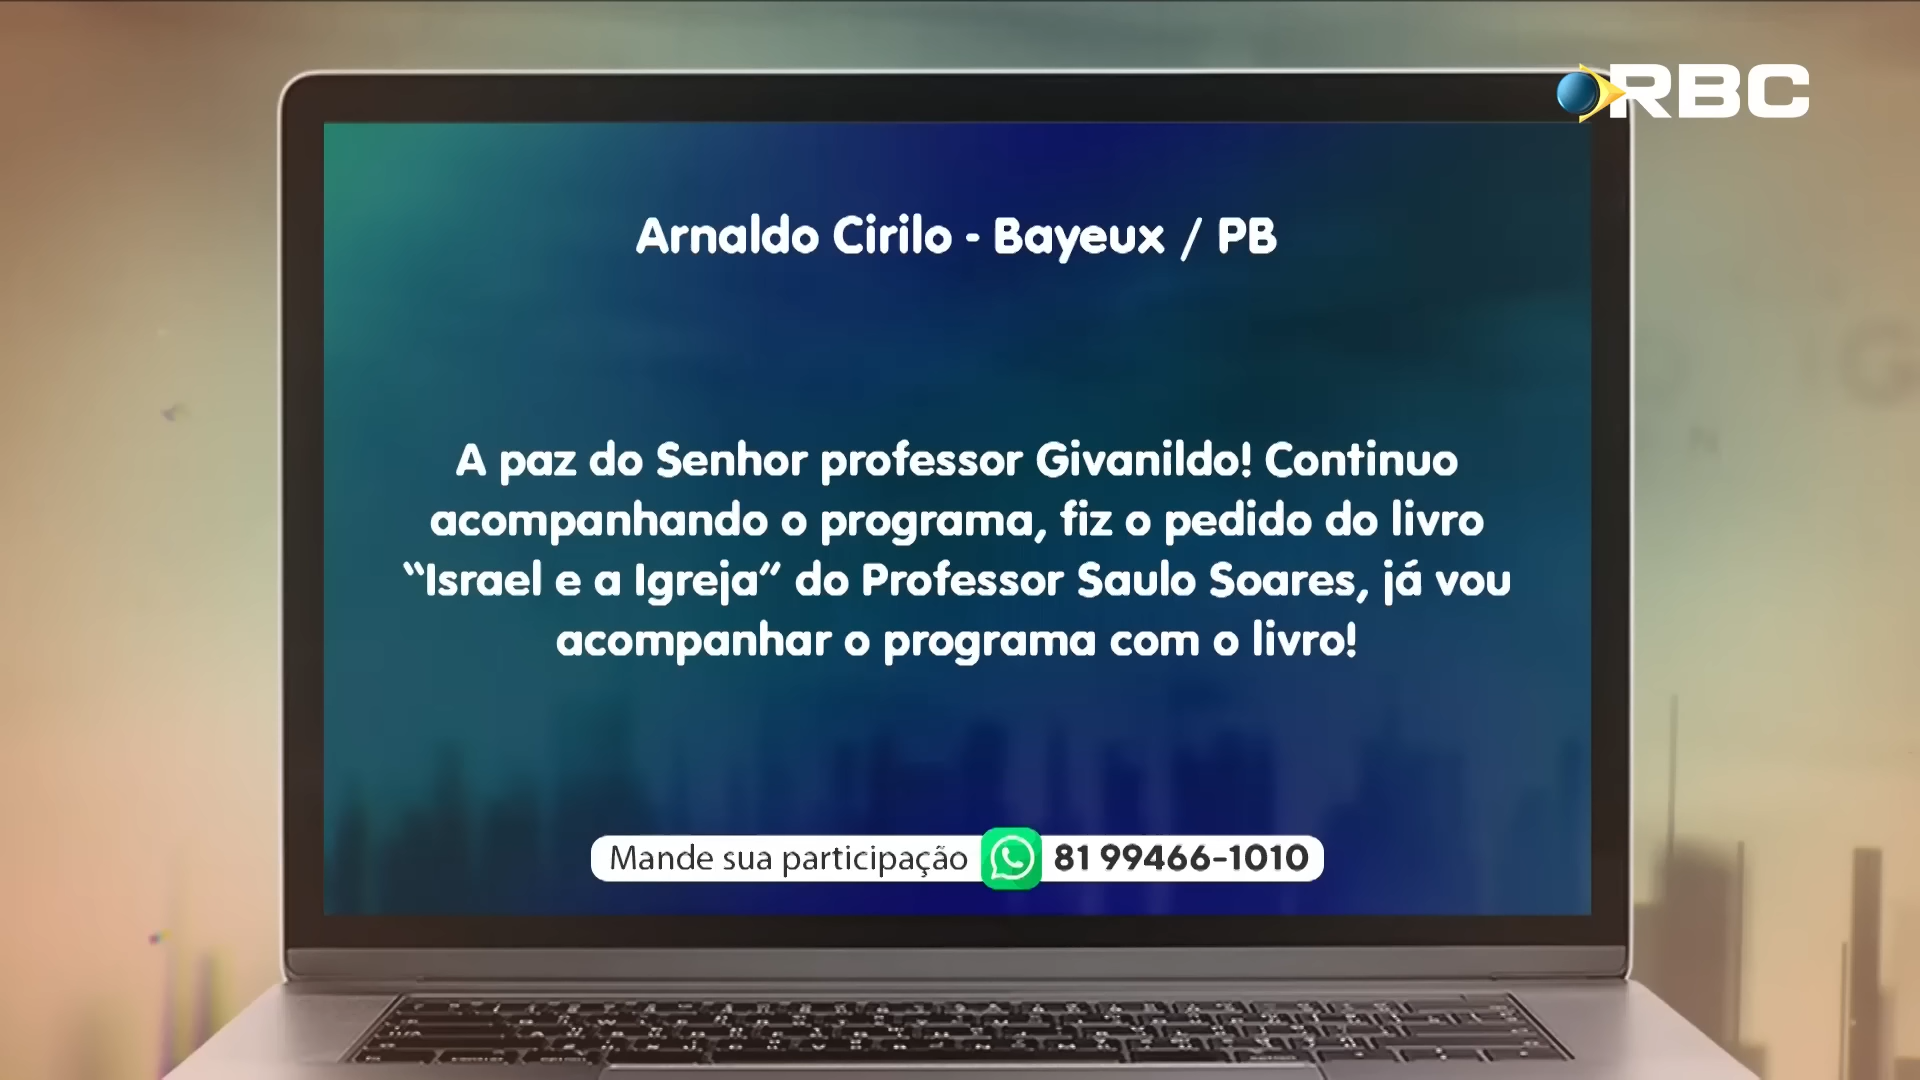 RBC
Arnaldo Cirilo - Bayeux / PB
A paz do Senhor professor Givanildo! Continuo
acompanhando o programa, fiz o pedido do livro
“Israel e a Igreja” do Professor Saulo Soares, já vou
acompanhar o programa com o livro!
Mande sua participação 81 99466-1010